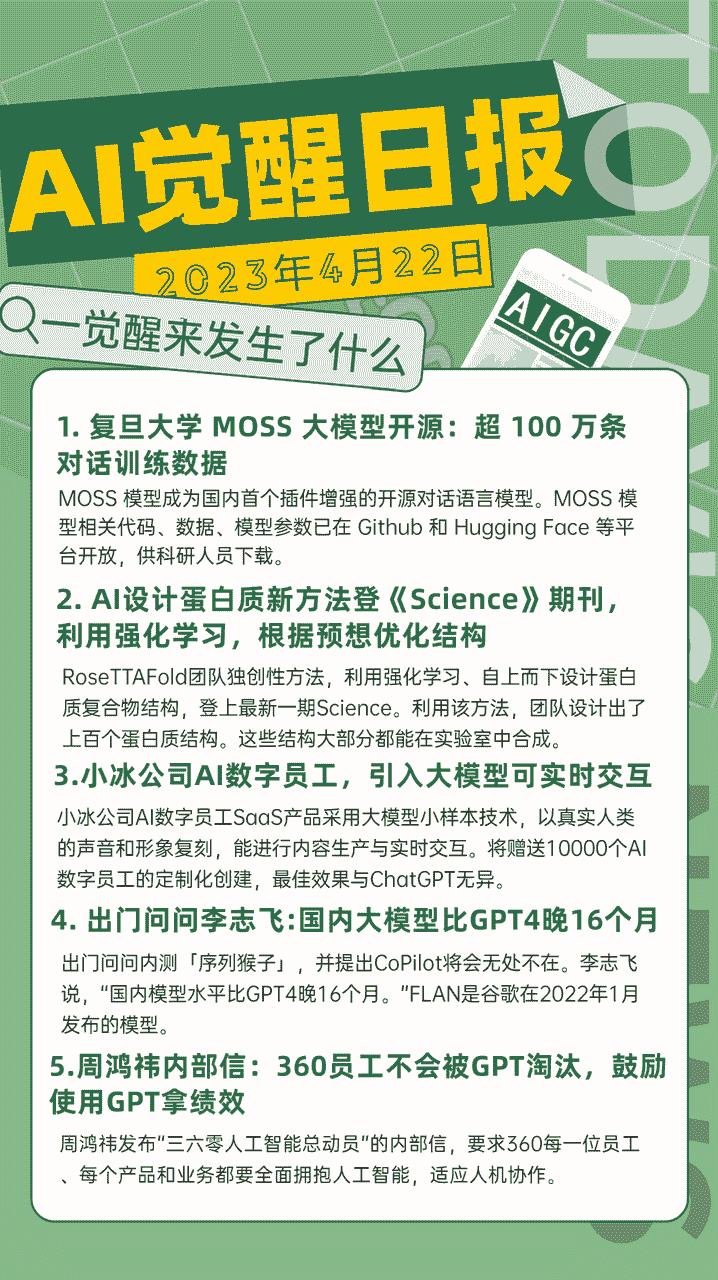 AI觉醒日报
2023年4月22日
一觉醒来发生了什么
AIGC
TODAY'S NEWS
1. 复旦大学 MOSS 大模型开源：超 100 万条
对话训练数据
MOSS 模型成为国内首个插件增强的开源对话语言模型。MOSS 模
型相关代码、数据、模型参数已在 Github 和 Hugging Face 等平
台开放，供科研人员下载。
2. AI设计蛋白质新方法登《Science》期刊，
利用强化学习，根据预想优化结构
RoseTTAFold团队独创性方法，利用强化学习、自上而下设计蛋白
质复合物结构，登上最新一期Science。利用该方法，团队设计出了
上百个蛋白质结构。这些结构大部分都能在实验室中合成。
3.小冰公司AI数字员工，引入大模型可实时交互
小冰公司AI数字员工SaaS产品采用大模型小样本技术，以真实人类
的声音和形象复刻，能进行内容生产与实时交互。将赠送10000个AI
数字员工的定制化创建，最佳效果与ChatGPT无异。
4. 出门问问李志飞:国内大模型比GPT4晚16个月
出门问问内测「序列猴子」，并提出CoPilot将会无处不在。李志飞
说，“国内模型水平比GPT4晚16个月。”FLAN是谷歌在2022年1月
发布的模型。
5.周鸿祎内部信：360员工不会被GPT淘汰，鼓励
使用GPT拿绩效
周鸿祎发布“三六零人工智能总动员”的内部信，要求360每一位员工
、每个产品和业务都要全面拥抱人工智能，适应人机协作。